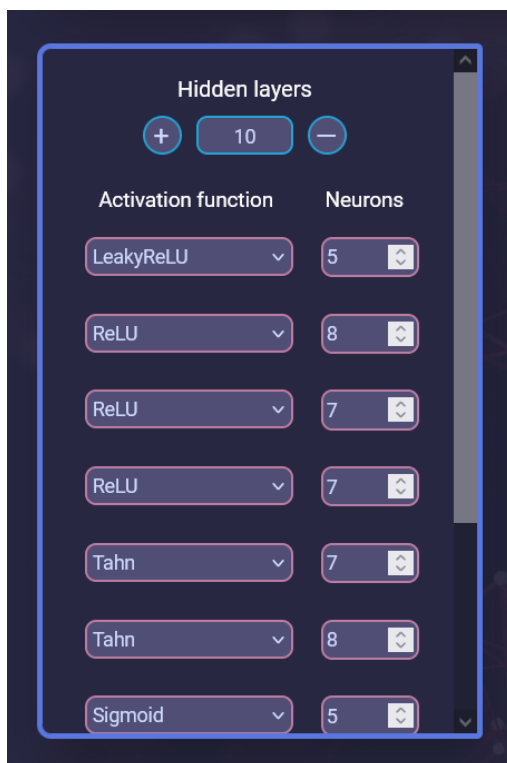 Hidden layers
+ 10 −
Activation function Neurons
LeakyReLU 5
ReLU 8
ReLU 7
ReLU 7
Tahn 7
Tahn 8
Sigmoid 5